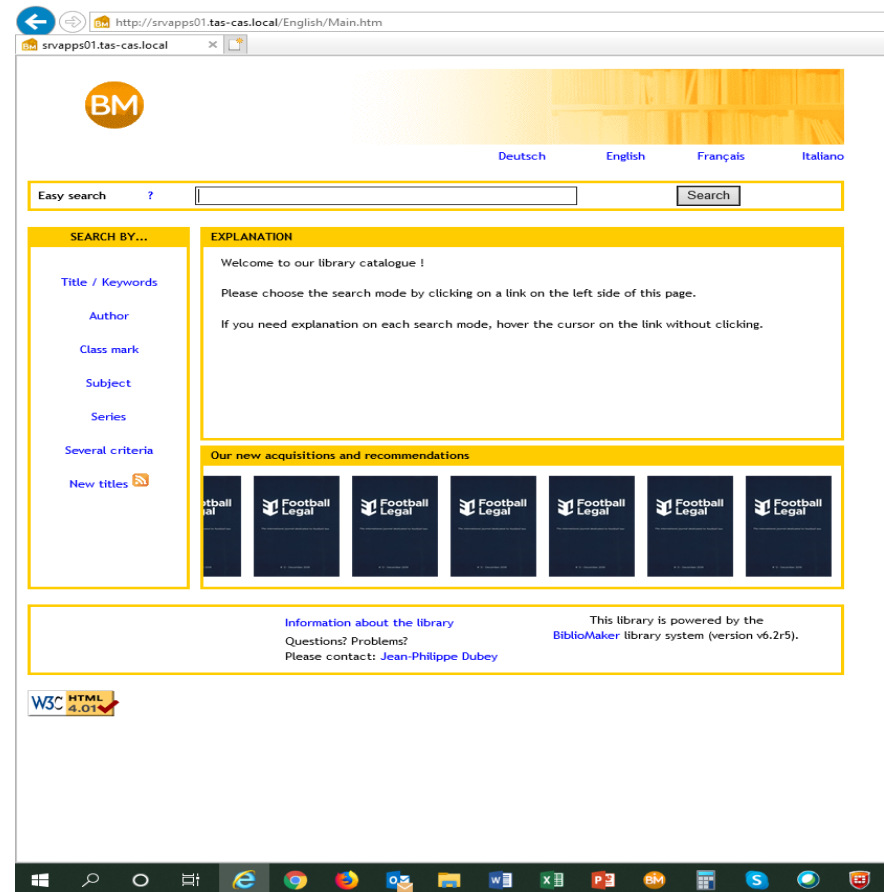 http://srvapps01.tas-cas.local/English/Main.htm
srvapps01.tas-cas.local
BM
Deutsch English Français Italiano
Easy search ? Search
SEARCH BY...
Title / Keywords
Author
Class mark
Subject
Series
Several criteria
New titles
EXPLANATION
Welcome to our library catalogue !
Please choose the search mode by clicking on a link on the left side of this page.
If you need explanation on each search mode, hover the cursor on the link without clicking.
Our new acquisitions and recommendations
Football Legal
Football Legal
Football Legal
Football Legal
Football Legal
Football Legal
Information about the library
Questions? Problems?
Please contact: Jean-Philippe Dubey
This library is powered by the
BiblioMaker library system (version v6.2r5).
W3C HTML 4.01